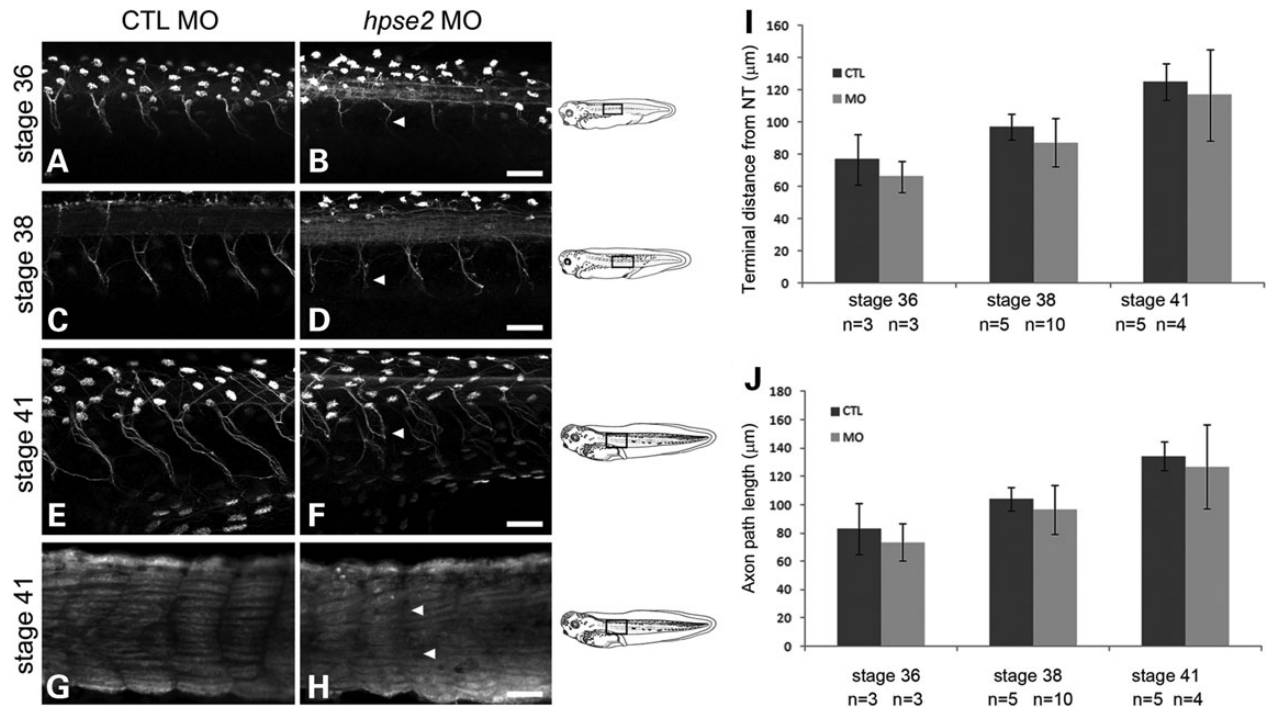 CTL MO
hpse2 MO
stage 36
A
B
stage 38
C
D
stage 41
E
F
stage 41
G
H
I
Terminal distance from NT (μm)
160
140
120
100
80
60
40
20
0
CTL
MO
stage 36
stage 38
stage 41
n=3 n=3
n=5 n=10
n=5 n=4
J
Axon path length (μm)
180
160
140
120
100
80
60
40
20
0
CTL
MO
stage 36
stage 38
stage 41
n=3 n=3
n=5 n=10
n=5 n=4